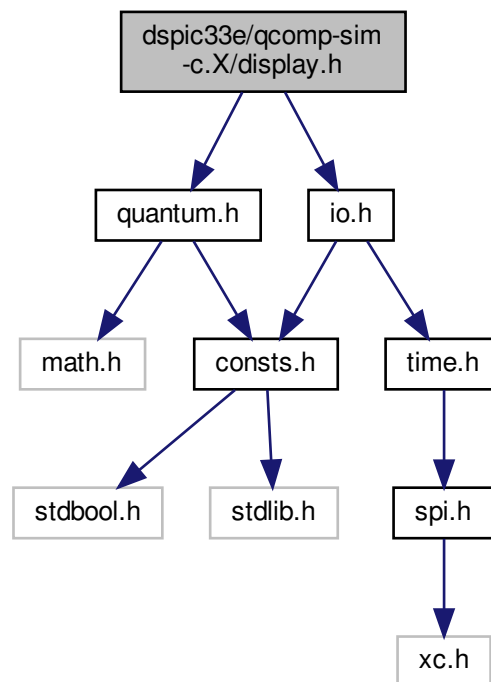 dspic33e/qcomp-sim
-c.X/display.h
quantum.h
io.h
math.h
consts.h
time.h
stdbool.h
stdlib.h
spi.h
xc.h